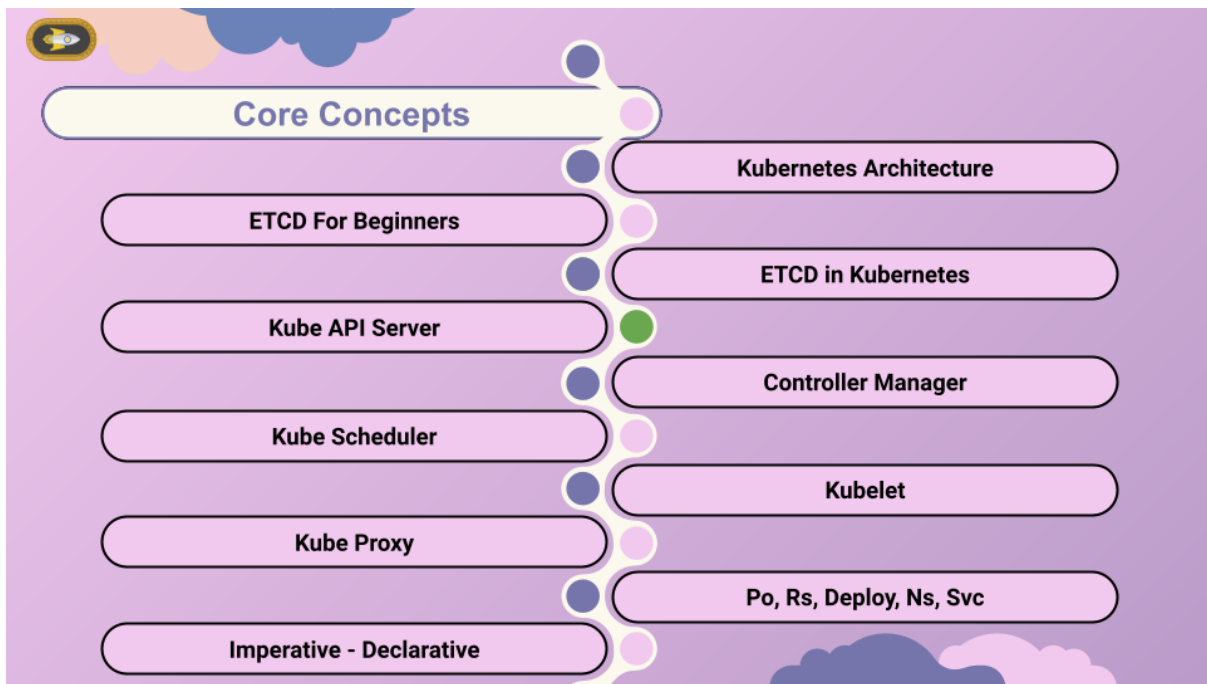 Core Concepts
Kubernetes Architecture
ETCD For Beginners
ETCD in Kubernetes
Kube API Server
Controller Manager
Kube Scheduler
Kubelet
Kube Proxy
Po, Rs, Deploy, Ns, Svc
Imperative - Declarative